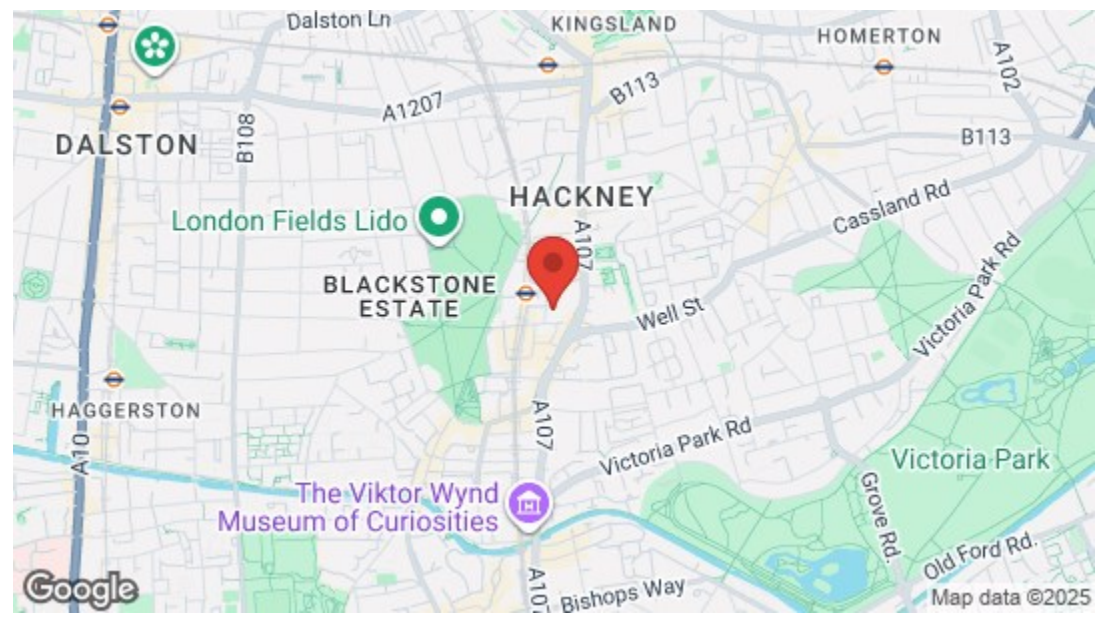 Dalston Ln
KINGSLAND
HOMERTON
A102
B113
A1207
B108
DALSTON
B113
HACKNEY
Cassland Rd
London Fields Lido
A107
Victoria Park Rd
BLACKSTONE
ESTATE
Well St
HAGGERSTON
A10
A107
Victoria Park Rd
Victoria Park
The Viktor Wynd
Museum of Curiosities
Grove Rd.
Old Ford Rd.
A107
Bishops Way
Google
Map data ©2025